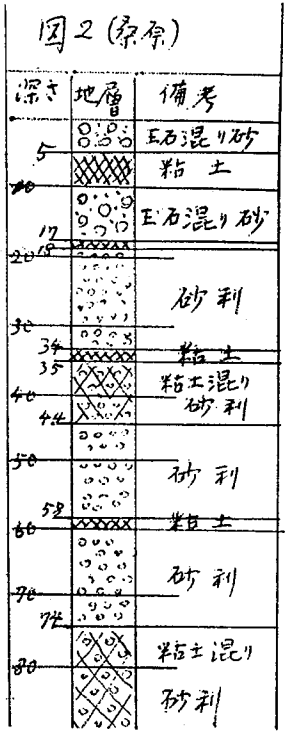 図2(桑原)
深さ 地層 備考
玉石混り砂
5
粘土
10
玉石混り砂
17
18
20
砂利
30
34
粘土
35
粘土混り
40
砂利
44
50
砂利
58
粘土
60
砂利
70
74
粘土混り
80
砂利